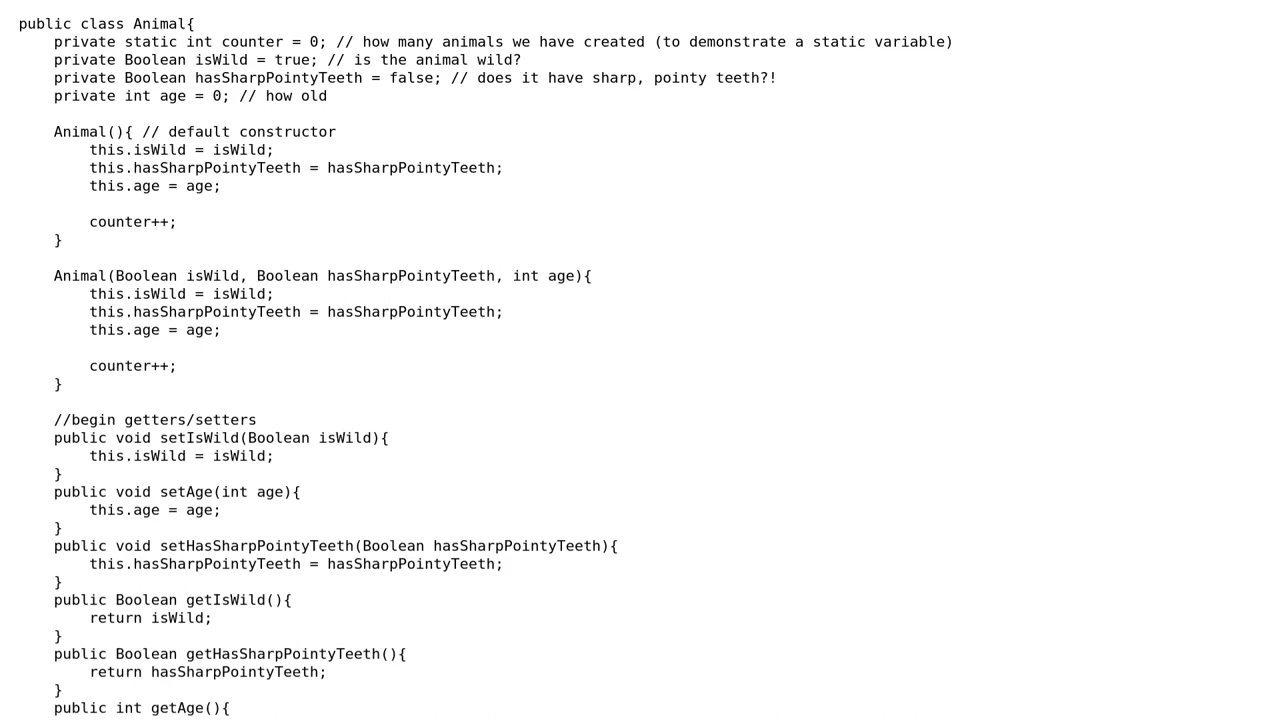 public class Animal{
    private static int counter = 0; // how many animals we have created (to demonstrate a static variable)
    private Boolean isWild = true; // is the animal wild?
    private Boolean hasSharpPointyTeeth = false; // does it have sharp, pointy teeth?!
    private int age = 0; // how old

    Animal(){ // default constructor
        this.isWild = isWild;
        this.hasSharpPointyTeeth = hasSharpPointyTeeth;
        this.age = age;

        counter++;
    }

    Animal(Boolean isWild, Boolean hasSharpPointyTeeth, int age){
        this.isWild = isWild;
        this.hasSharpPointyTeeth = hasSharpPointyTeeth;
        this.age = age;

        counter++;
    }

    //begin getters/setters
    public void setIsWild(Boolean isWild){
        this.isWild = isWild;
    }
    public void setAge(int age){
        this.age = age;
    }
    public void setHasSharpPointyTeeth(Boolean hasSharpPointyTeeth){
        this.hasSharpPointyTeeth = hasSharpPointyTeeth;
    }
    public Boolean getIsWild(){
        return isWild;
    }
    public Boolean getHasSharpPointyTeeth(){
        return hasSharpPointyTeeth;
    }
    public int getAge(){